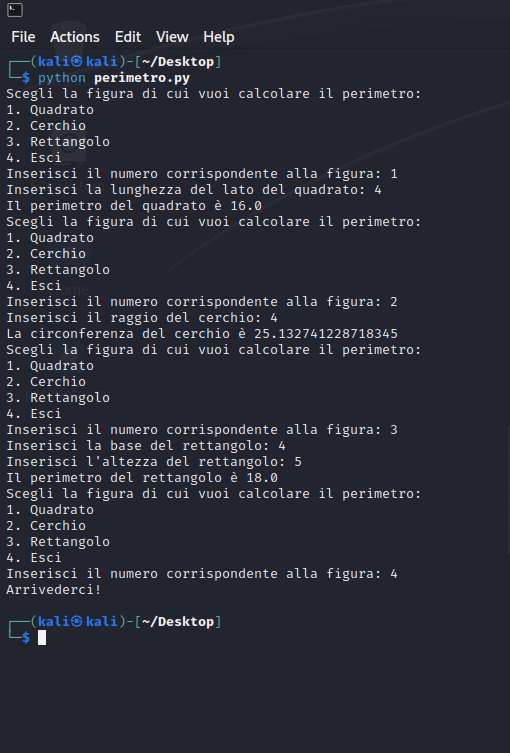 File Actions Edit View Help
┌──(kali㉿kali)-[~/Desktop]
└─$ python perimetro.py
Scegli la figura di cui vuoi calcolare il perimetro:
1. Quadrato
2. Cerchio
3. Rettangolo
4. Esci
Inserisci il numero corrispondente alla figura: 1
Inserisci la lunghezza del lato del quadrato: 4
Il perimetro del quadrato è 16.0
Scegli la figura di cui vuoi calcolare il perimetro:
1. Quadrato
2. Cerchio
3. Rettangolo
4. Esci
Inserisci il numero corrispondente alla figura: 2
Inserisci il raggio del cerchio: 4
La circonferenza del cerchio è 25.132741228718345
Scegli la figura di cui vuoi calcolare il perimetro:
1. Quadrato
2. Cerchio
3. Rettangolo
4. Esci
Inserisci il numero corrispondente alla figura: 3
Inserisci la base del rettangolo: 4
Inserisci l'altezza del rettangolo: 5
Il perimetro del rettangolo è 18.0
Scegli la figura di cui vuoi calcolare il perimetro:
1. Quadrato
2. Cerchio
3. Rettangolo
4. Esci
Inserisci il numero corrispondente alla figura: 4
Arrivederci!
┌──(kali㉿kali)-[~/Desktop]
└─$